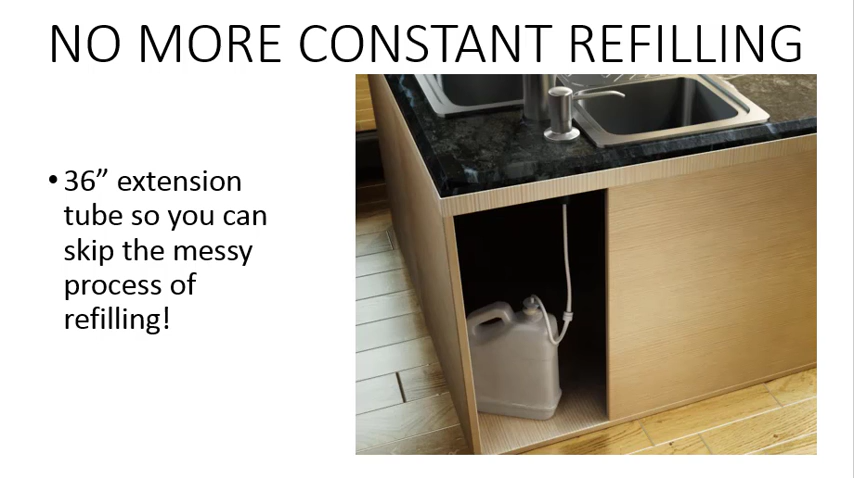 NO MORE CONSTANT REFILLING
• 36” extension
tube so you can
skip the messy
process of
refilling!